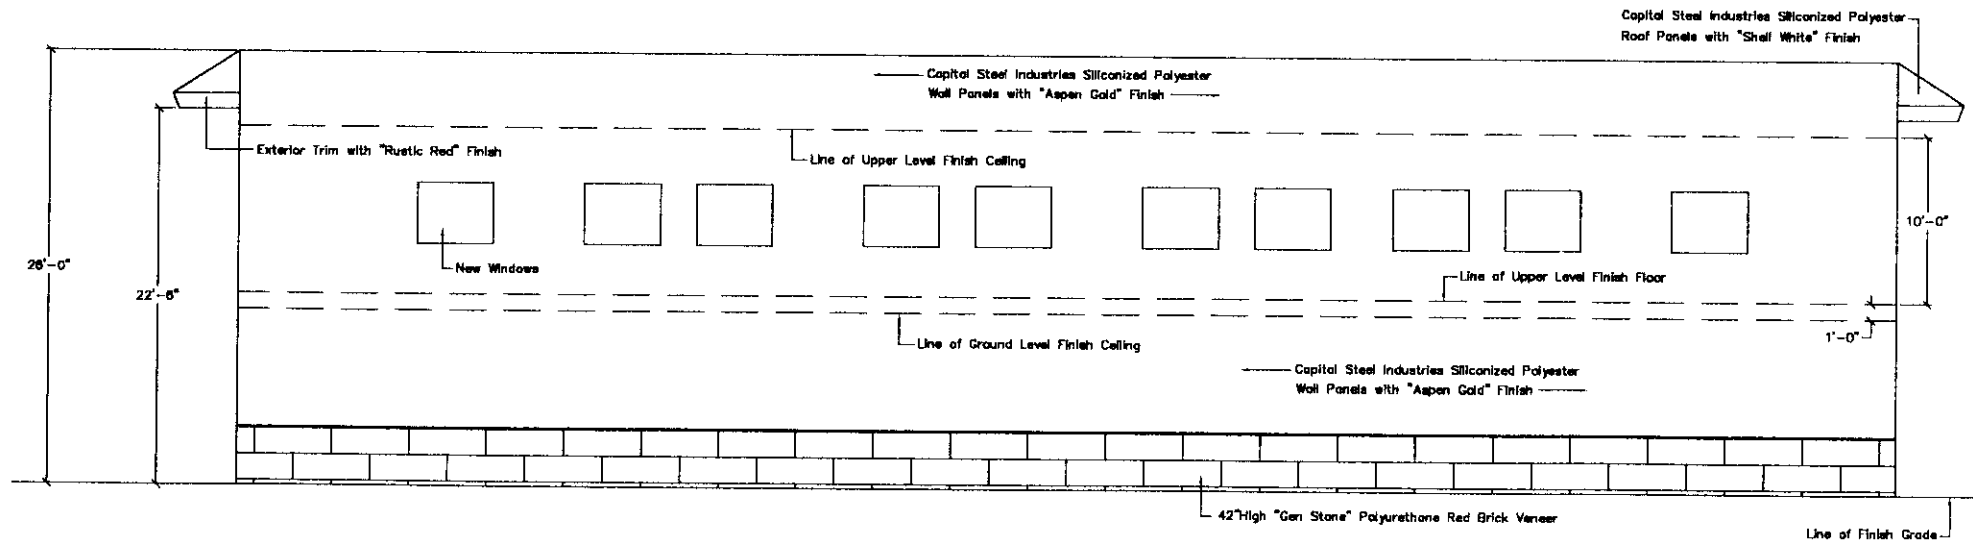 Capital Steel Industries Siliconized Polyester
Roof Panels with "Shell White" Finish
Capital Steel Industries Siliconized Polyester
Wall Panels with "Aspen Gold" Finish
Exterior Trim with "Rustic Red" Finish
Line of Upper Level Finish Ceiling
10'-0"
26'-0"
New Windows
Line of Upper Level Finish Floor
22'-6"
1'-0"
Line of Ground Level Finish Ceiling
Capital Steel Industries Siliconized Polyester
Wall Panels with "Aspen Gold" Finish
42"High "Gen Stone" Polyurethane Red Brick Veneer
Line of Finish Grade